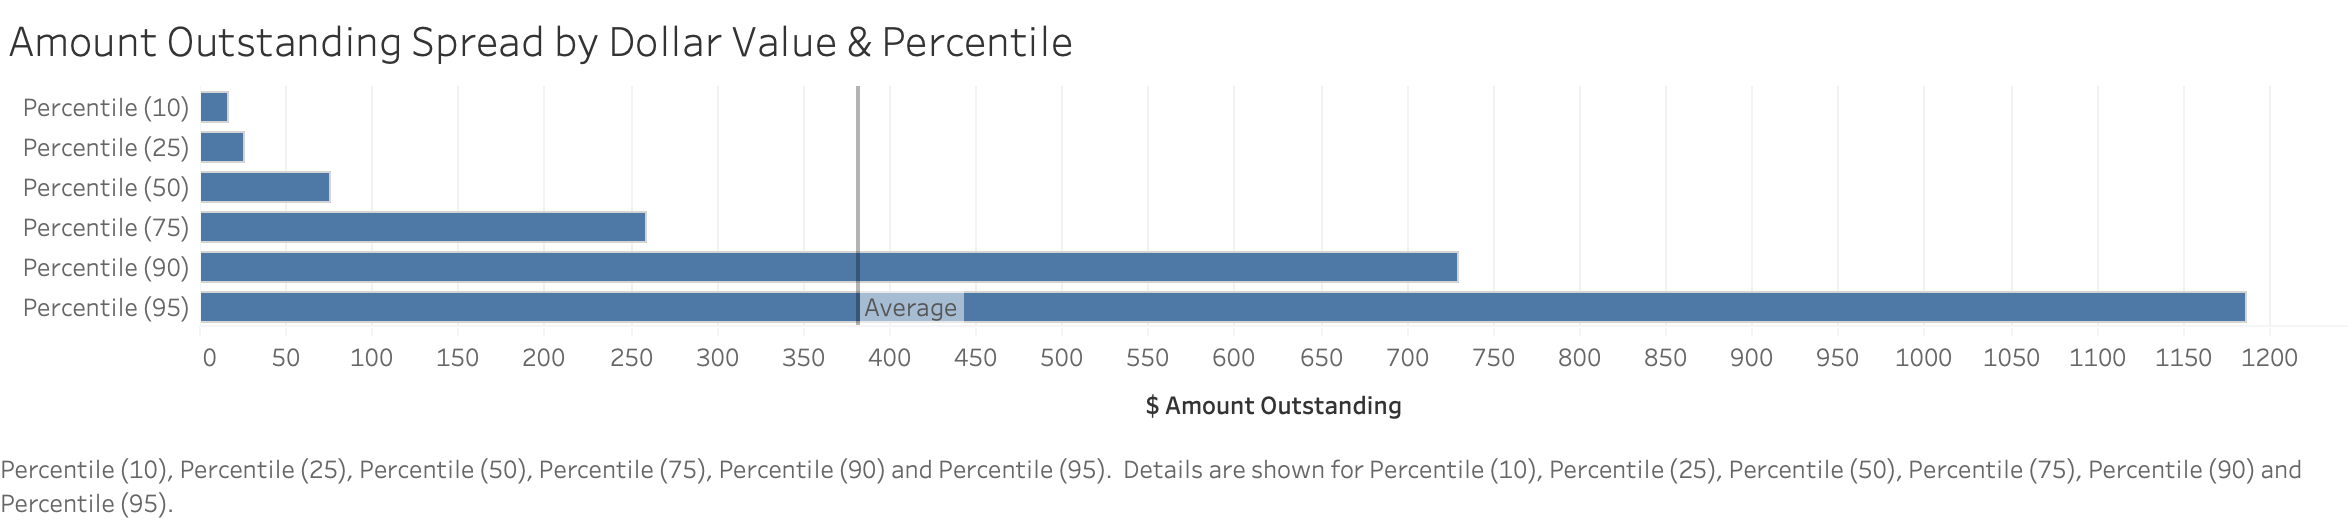 Amount Outstanding Spread by Dollar Value & Percentile
Percentile (10)
Percentile (25)
Percentile (50)
Percentile (75)
Percentile (90)
Percentile (95)
Average
0 50 100 150 200 250 300 350 400 450 500 550 600 650 700 750 800 850 900 950 1000 1050 1100 1150 1200
$ Amount Outstanding
Percentile (10), Percentile (25), Percentile (50), Percentile (75), Percentile (90) and Percentile (95).  Details are shown for Percentile (10), Percentile (25), Percentile (50), Percentile (75), Percentile (90) and
Percentile (95).